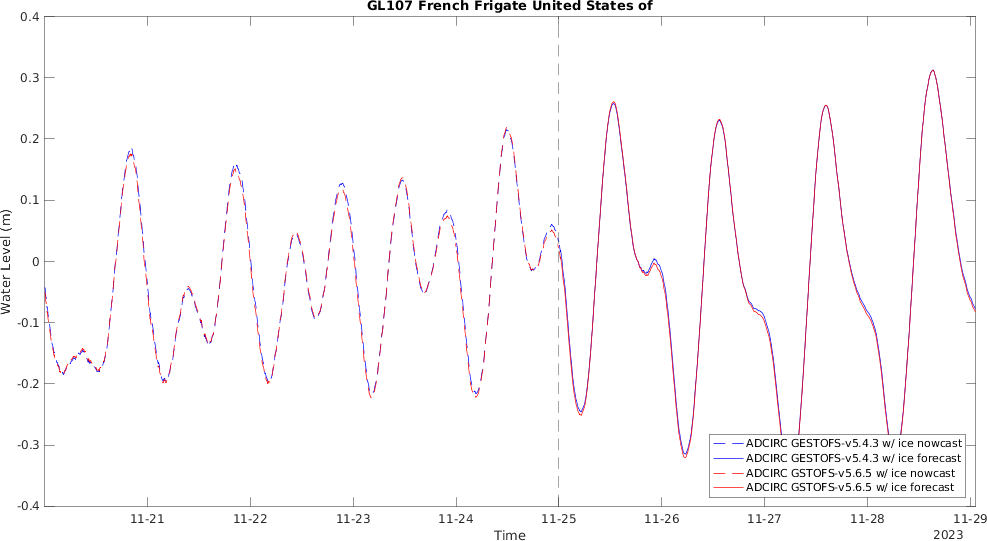 GL107 French Frigate United States of
0.4
0.3
0.2
0.1
0
-0.1
-0.2
-0.3
-0.4
Water Level (m)
11-21 11-22 11-23 11-24 11-25 11-26 11-27 11-28 11-29
Time
2023
ADCIRC GESTOFS-v5.4.3 w/ ice nowcast
ADCIRC GESTOFS-v5.4.3 w/ ice forecast
ADCIRC GSTOFS-v5.6.5 w/ ice nowcast
ADCIRC GSTOFS-v5.6.5 w/ ice forecast